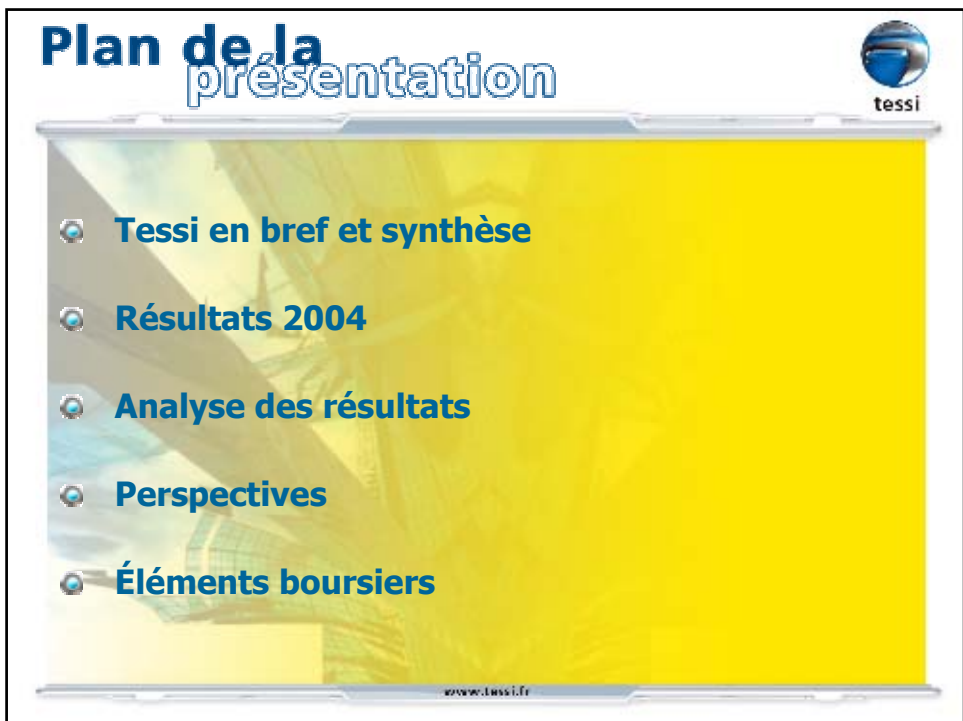 Plan de la
présentation
tessi
Tessi en bref et synthèse
Résultats 2004
Analyse des résultats
Perspectives
Éléments boursiers
www.tessi.fr